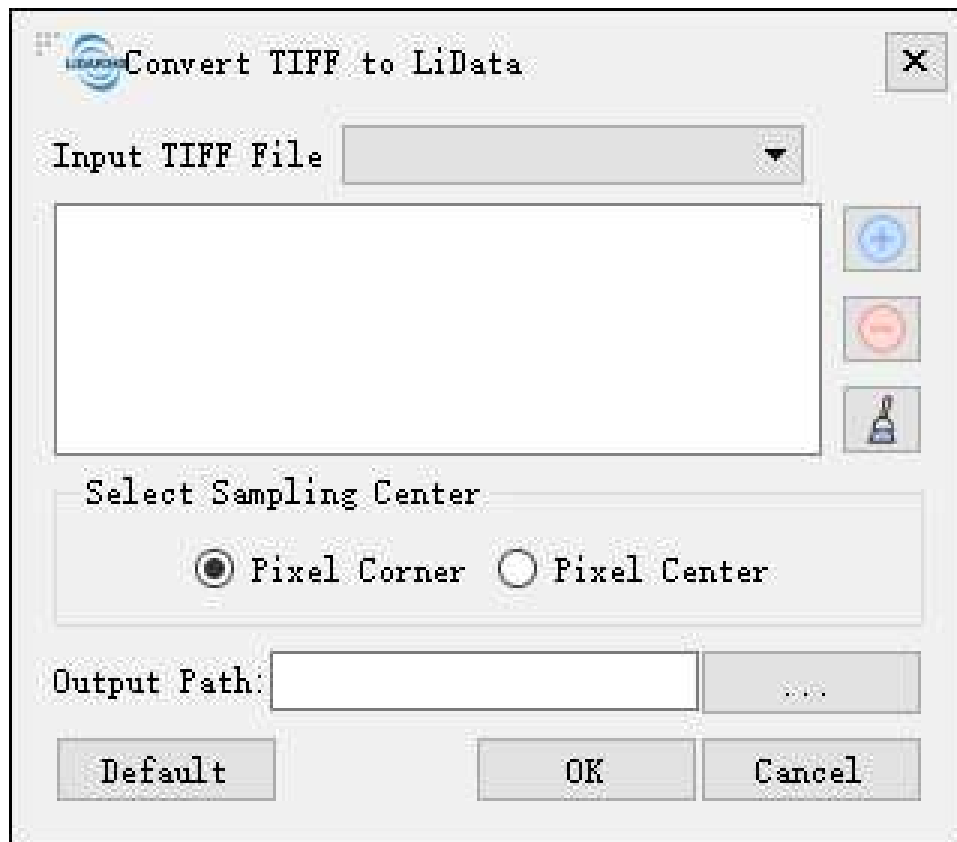 Convert TIFF to LiData
Input TIFF File
Select Sampling Center
Pixel Corner Pixel Center
Output Path:
...
Default OK Cancel